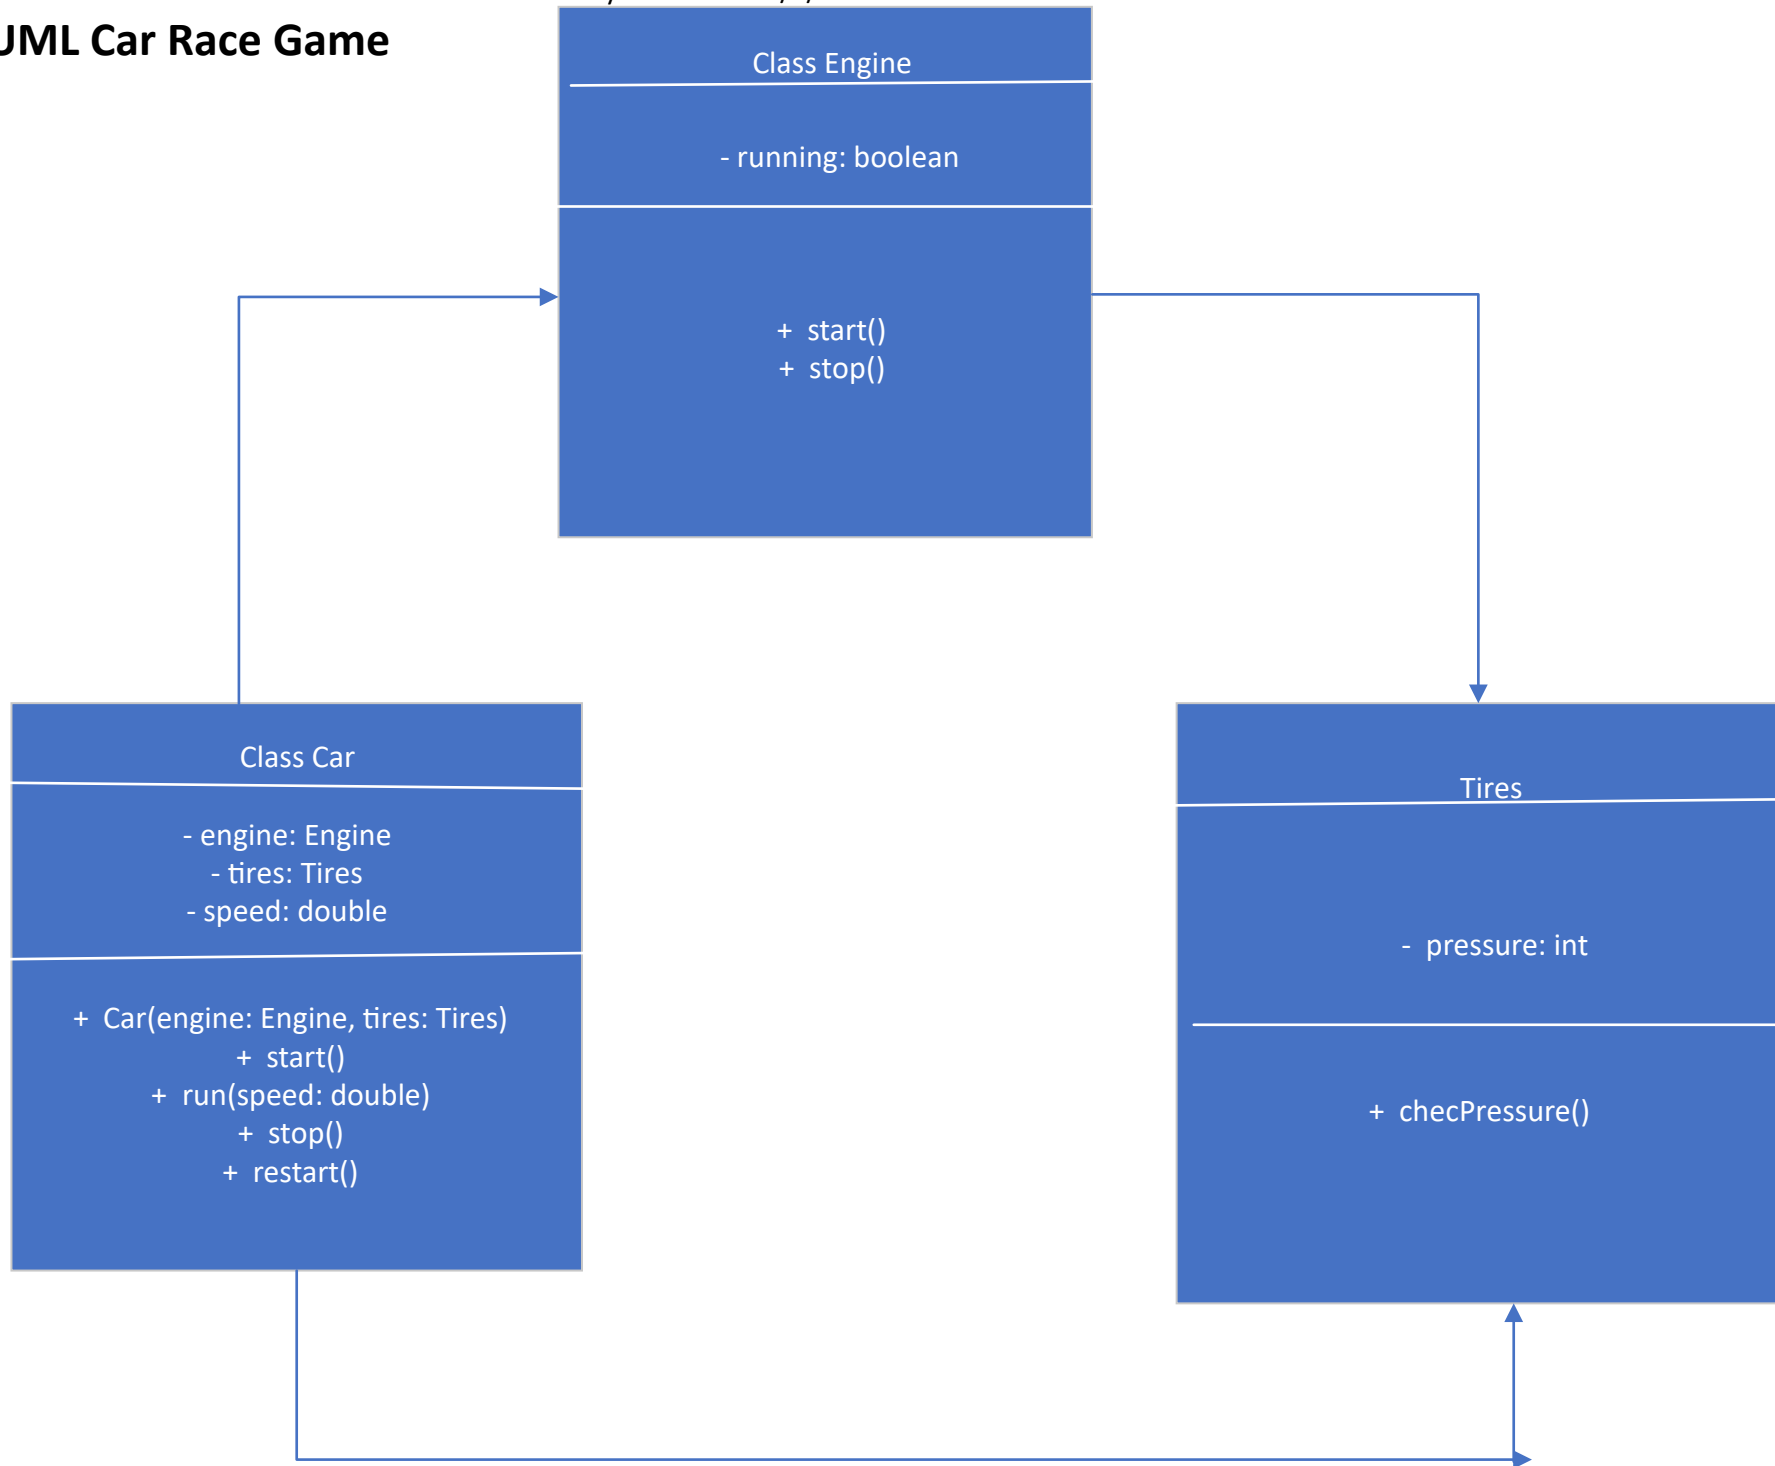 UML Car Race Game
Class Engine
- running: boolean
+ start()
+ stop()
Class Car
- engine: Engine
- tires: Tires
- speed: double
+ Car(engine: Engine, tires: Tires)
+ start()
+ run(speed: double)
+ stop()
+ restart()
Tires
- pressure: int
+ checPressure()